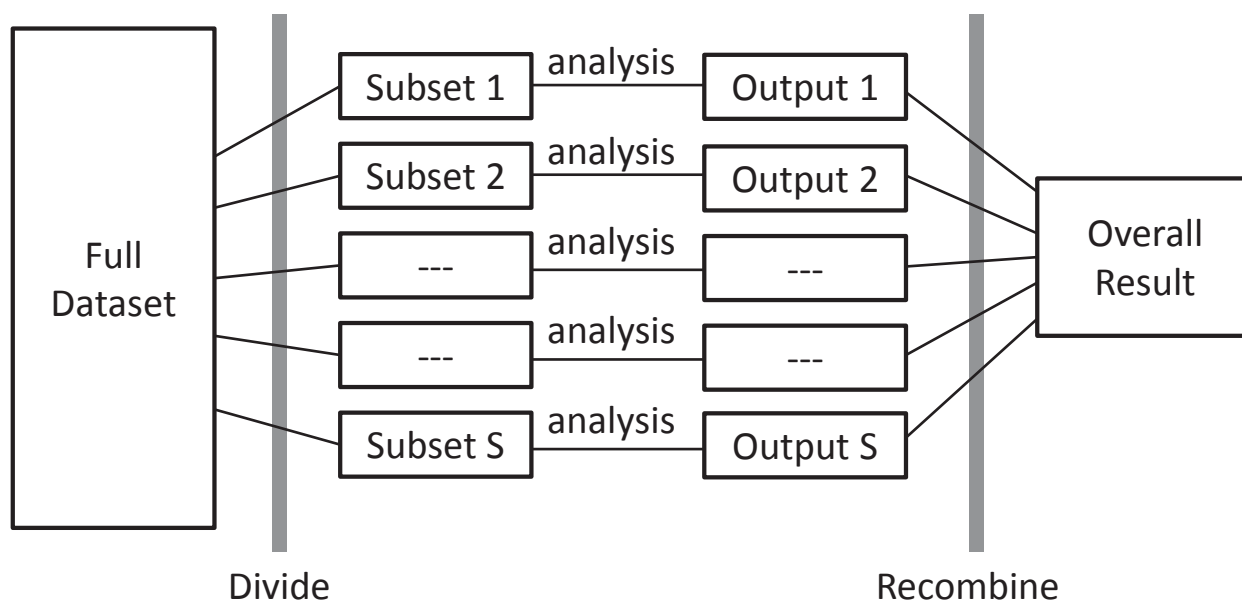 Full
Dataset
Subset 1
analysis
Output 1
Subset 2
analysis
Output 2
---
analysis
---
---
analysis
---
Subset S
analysis
Output S
Overall
Result
Divide
Recombine